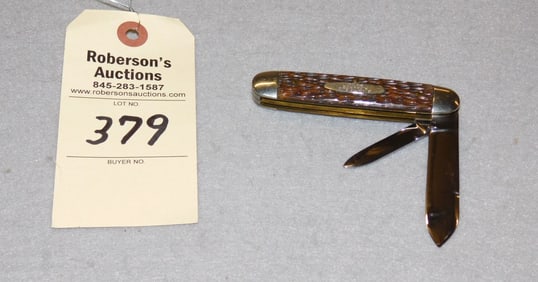 Roberson's
Auctions
845-283-1587
www.robersonsauctions.com
LOT NO
379
BUYER NO.